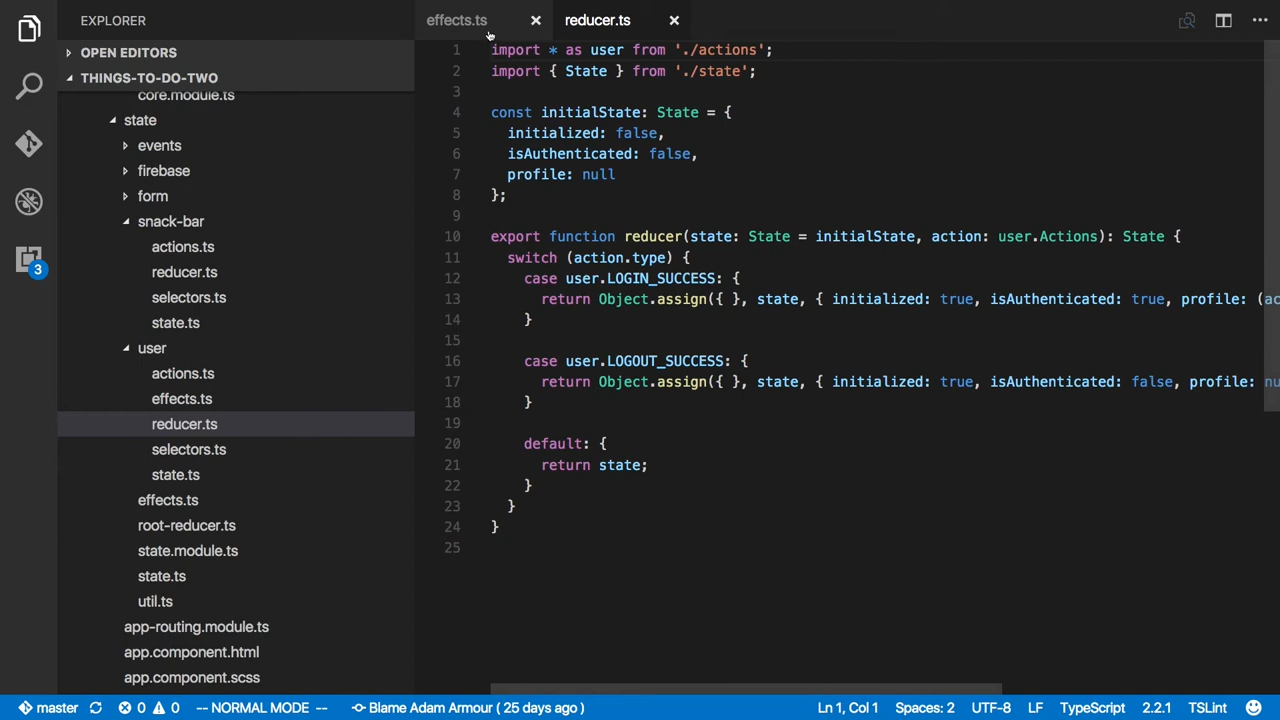 EXPLORER
OPEN EDITORS
THINGS-TO-DO-TWO
core.module.ts
state
events
firebase
form
snack-bar
actions.ts
reducer.ts
selectors.ts
state.ts
user
actions.ts
effects.ts
reducer.ts
selectors.ts
state.ts
effects.ts
root-reducer.ts
state.module.ts
state.ts
util.ts
app-routing.module.ts
app.component.html
app.component.scss
3
effects.ts
reducer.ts
1 import * as user from './actions';
2 import { State } from './state';
3
4 const initialState: State = {
5 initialized: false,
6 isAuthenticated: false,
7 profile: null
8 };
9
10 export function reducer(state: State = initialState, action: user.Actions): State {
11 switch (action.type) {
12 case user.LOGIN_SUCCESS: {
13 return Object.assign({ }, state, { initialized: true, isAuthenticated: true, profile: (ac
14 }
15
16 case user.LOGOUT_SUCCESS: {
17 return Object.assign({ }, state, { initialized: true, isAuthenticated: false, profile: nu
18 }
19
20 default: {
21 return state;
22 }
23 }
24 }
25
master 0 0 -- NORMAL MODE -- Blame Adam Armour ( 25 days ago ) Ln 1, Col 1 Spaces: 2 UTF-8 LF TypeScript 2.2.1 TSLint